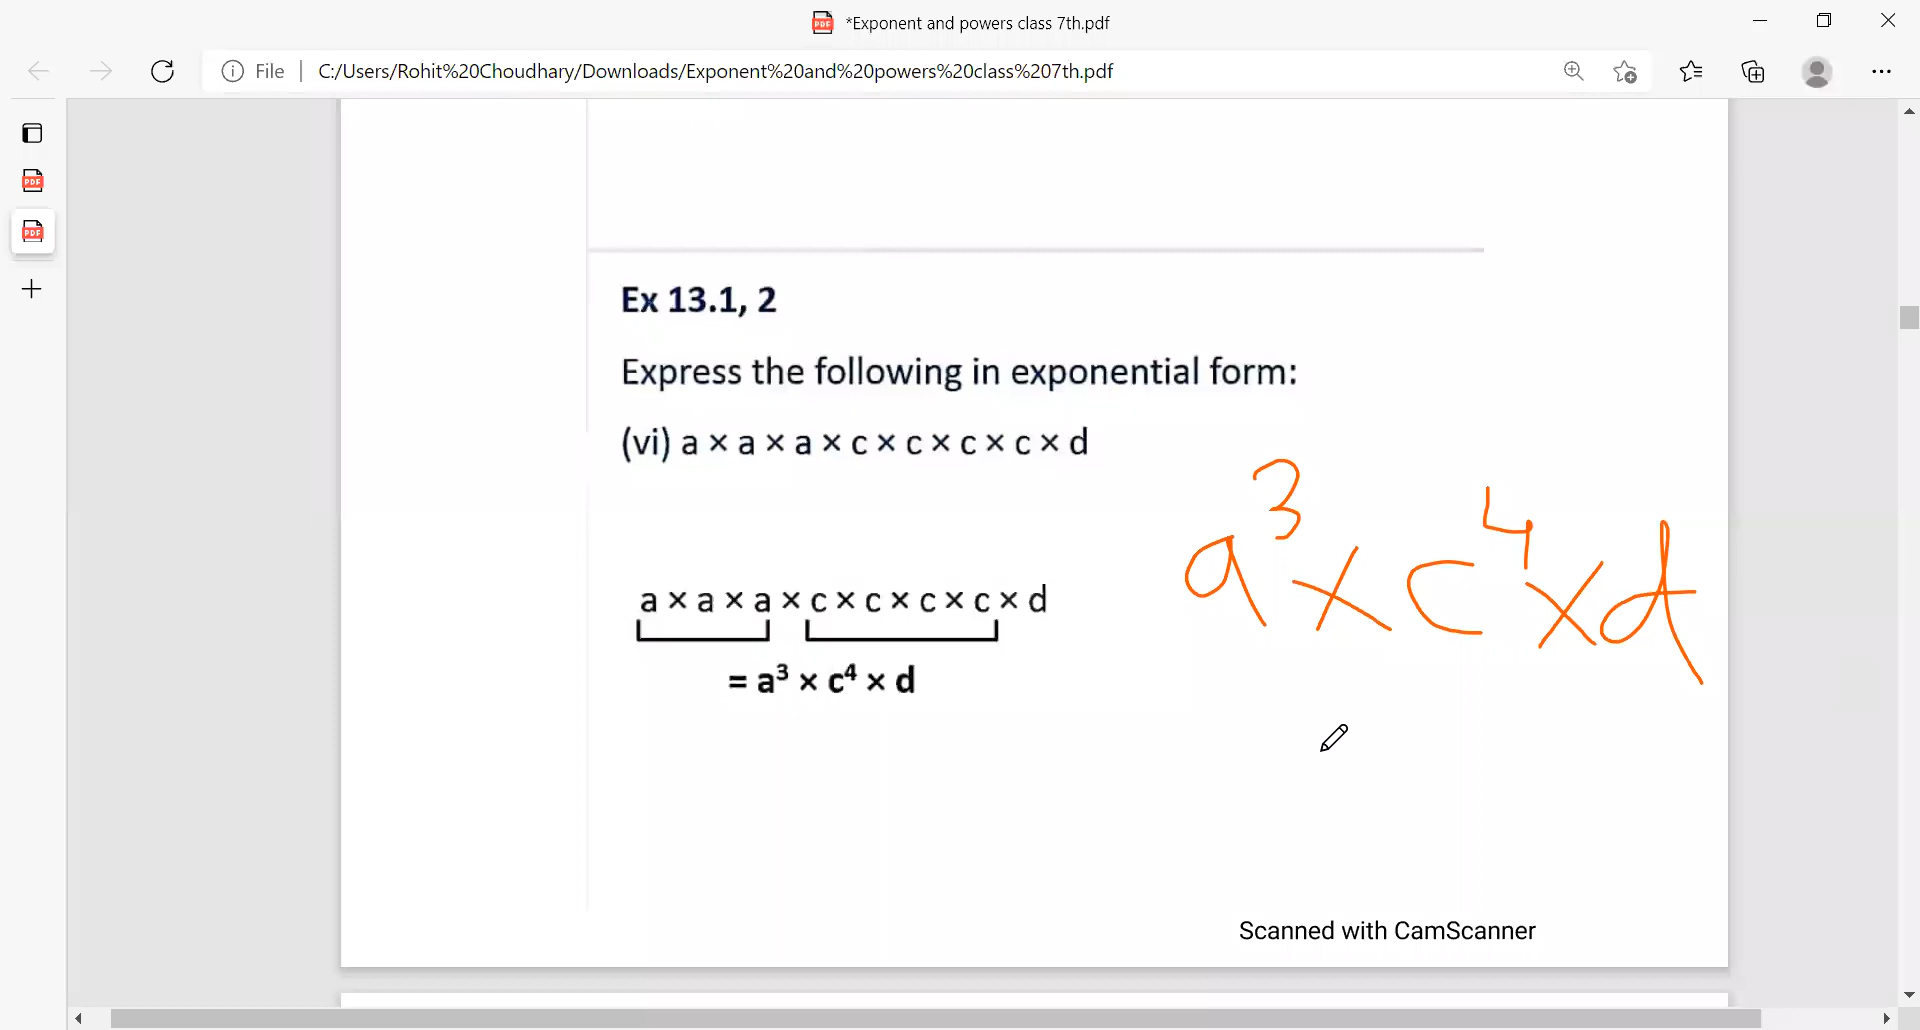 *Exponent and powers class 7th.pdf
File | C:/Users/Rohit%20Choudhary/Downloads/Exponent%20and%20powers%20class%207th.pdf
Ex 13.1, 2
Express the following in exponential form:
(vi) a × a × a × c × c × c × c × d
a³ × c⁴ × d
a × a × a × c × c × c × c × d
= a³ × c⁴ × d
Scanned with CamScanner